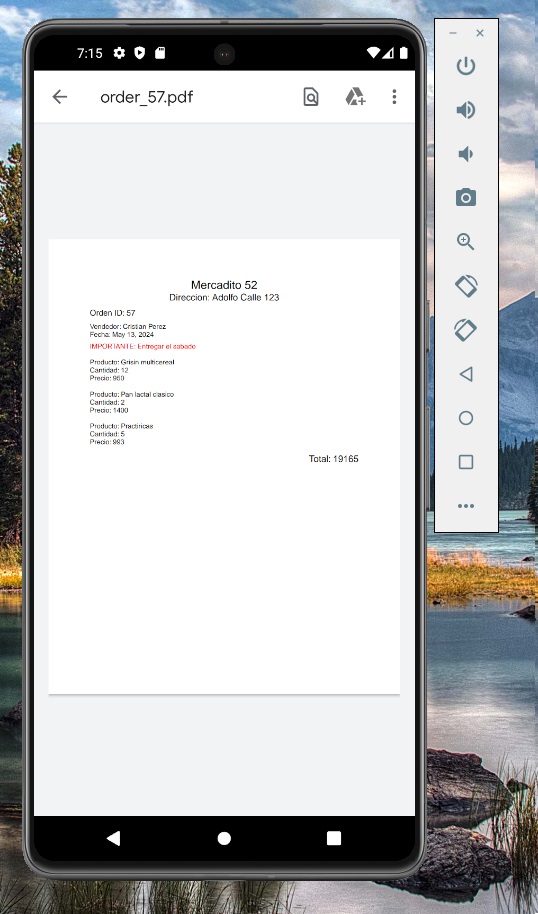 7:15
order_57.pdf
Mercadito 52
Direccion: Adolfo Calle 123
Orden ID: 57
Vendedor: Cristian Perez
Fecha: May 13, 2024
IMPORTANTE: Entregar el sabado
Producto: Grisin multicereal
Cantidad: 12
Precio: 950
Producto: Pan lactal clasico
Cantidad: 2
Precio: 1400
Producto: Practiricas
Cantidad: 5
Precio: 993
Total: 19165